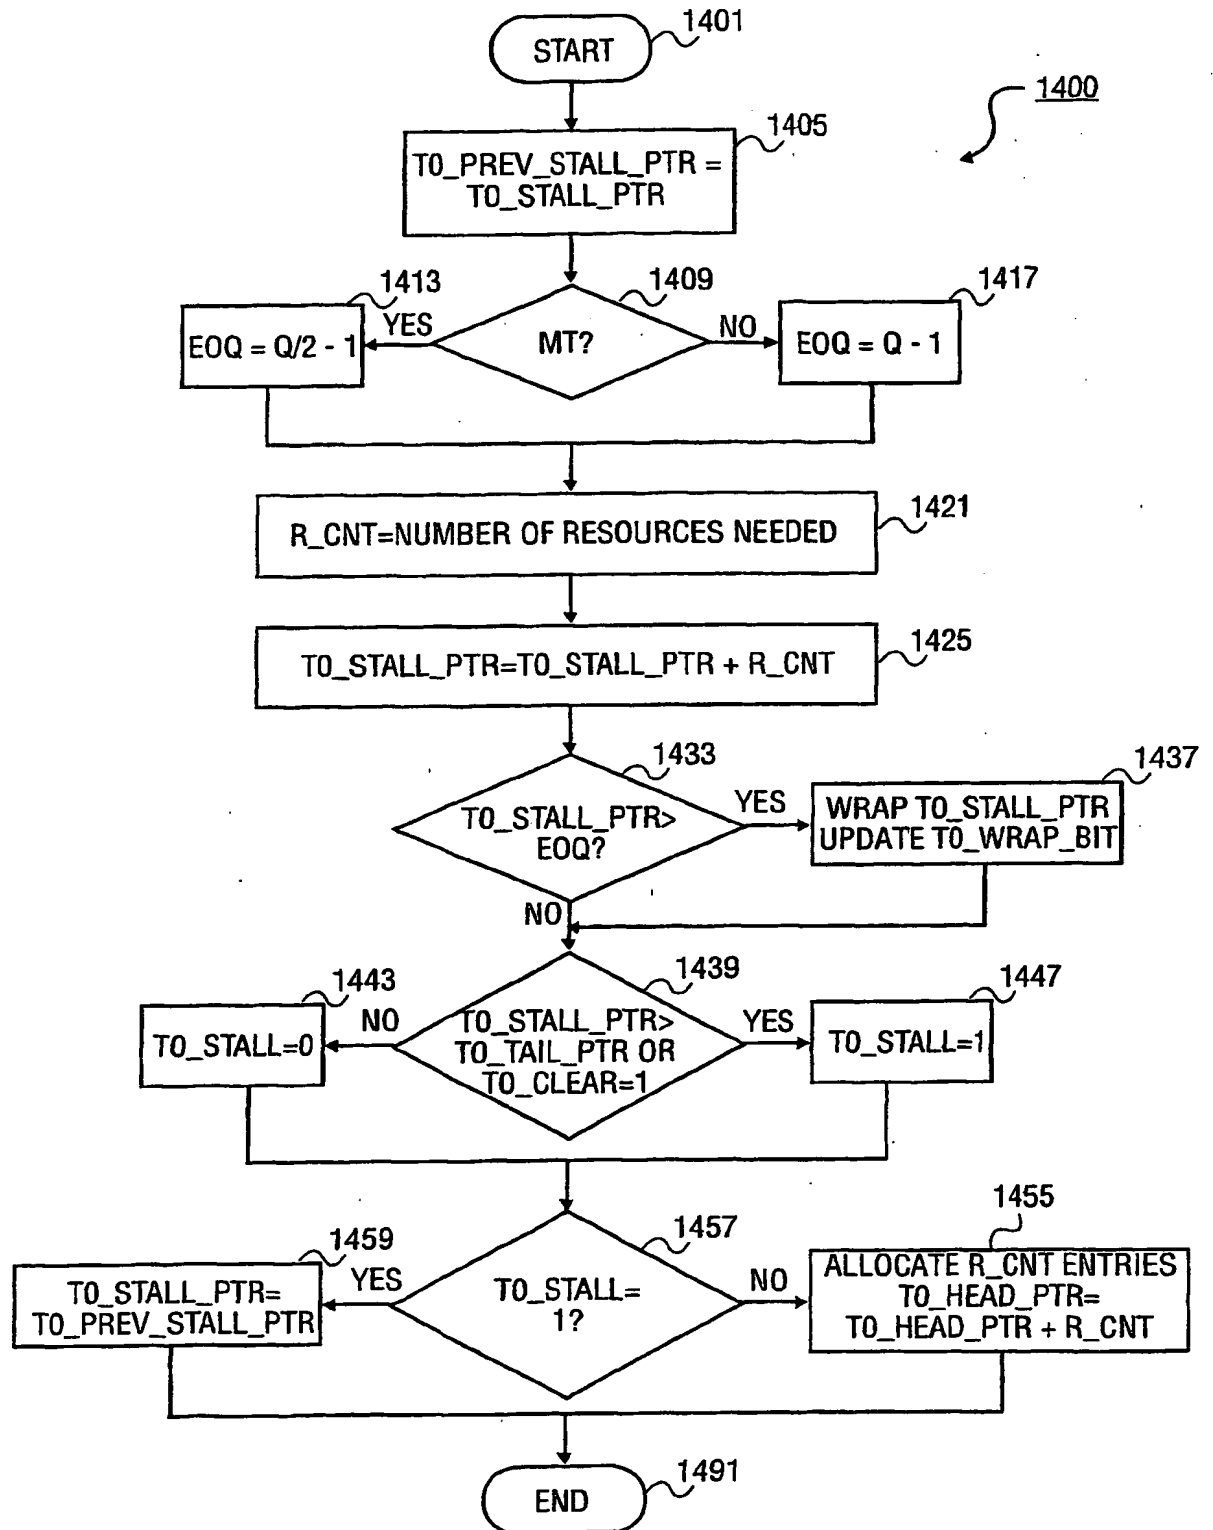 1401
START
1400
1405
T0_PREV_STALL_PTR =
T0_STALL_PTR
1413
1409
1417
YES
NO
EOQ = Q/2 - 1
MT?
EOQ = Q - 1
1421
R_CNT=NUMBER OF RESOURCES NEEDED
1425
T0_STALL_PTR=T0_STALL_PTR + R_CNT
1433
1437
YES
T0_STALL_PTR>
EOQ?
WRAP T0_STALL_PTR
UPDATE T0_WRAP_BIT
NO
1443
1439
1447
NO
YES
T0_STALL=0
T0_STALL_PTR>
T0_TAIL_PTR OR
T0_CLEAR=1
T0_STALL=1
1459
1457
1455
YES
NO
T0_STALL_PTR=
T0_PREV_STALL_PTR
T0_STALL=
1?
ALLOCATE R_CNT ENTRIES
T0_HEAD_PTR=
T0_HEAD_PTR + R_CNT
1491
END